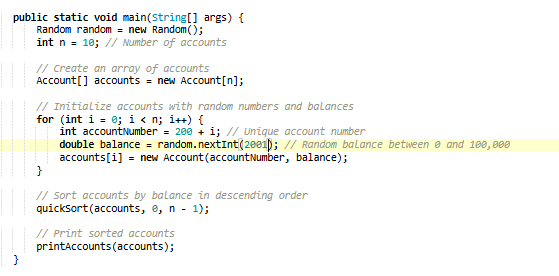 public static void main(String[] args) {
Random random = new Random();
int n = 10; // Number of accounts
// Create an array of accounts
Account[] accounts = new Account[n];
// Initialize accounts with random numbers and balances
for (int i = 0; i < n; i++) {
int accountNumber = 200 + i; // Unique account number
double balance = random.nextInt(2001); // Random balance between 0 and 100,000
accounts[i] = new Account(accountNumber, balance);
}
// Sort accounts by balance in descending order
quickSort(accounts, 0, n - 1);
// Print sorted accounts
printAccounts(accounts);
}